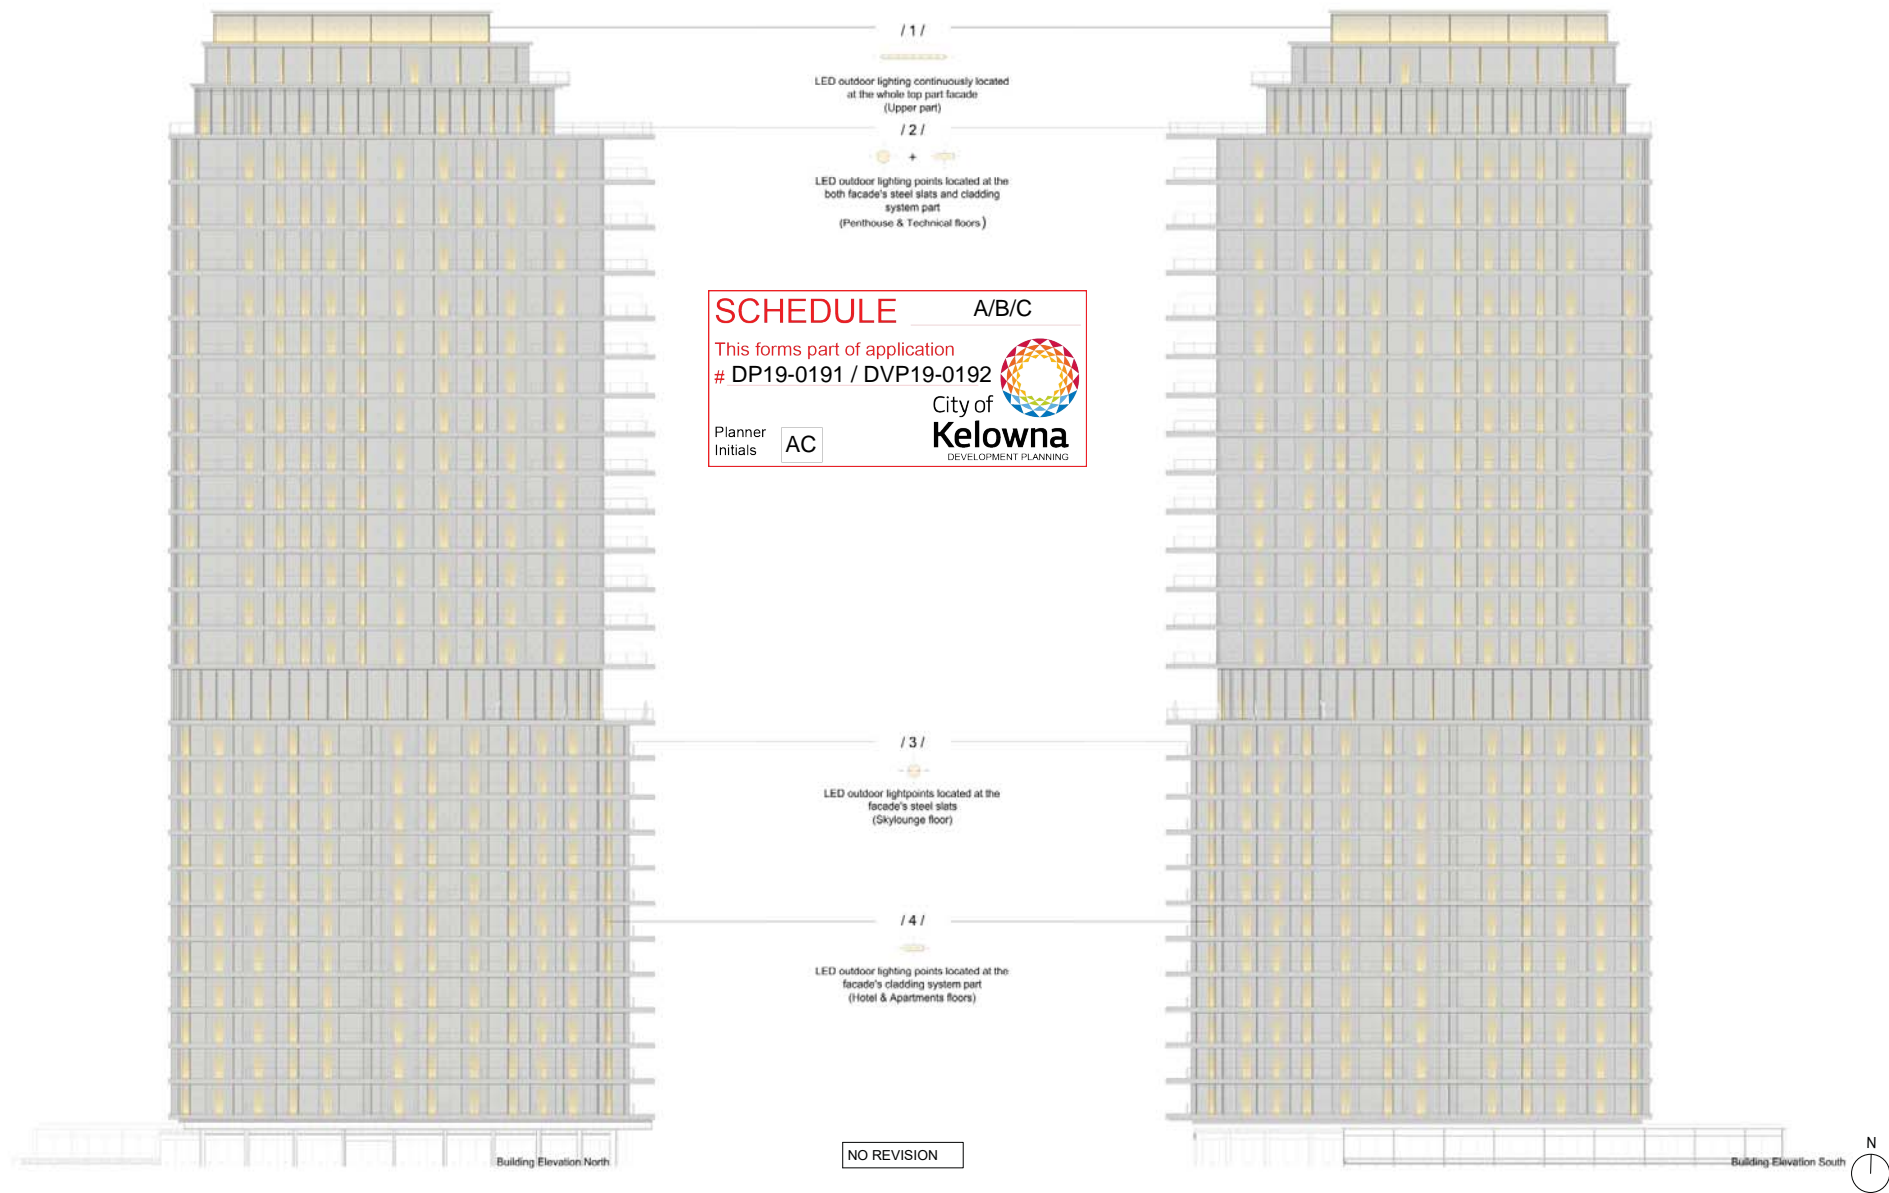 / 1 /
LED outdoor lighting continuously located
at the whole top part facade
(Upper part)
/ 2 /
+
LED outdoor lighting points located at the
both facade's steel slats and cladding
system part
(Penthouse & Technical floors)
SCHEDULE A/B/C
This forms part of application
# DP19-0191 / DVP19-0192
City of
Kelowna
DEVELOPMENT PLANNING
Planner
Initials AC
/ 3 /
LED outdoor lightpoints located at the
facade's steel slats
(Skylounge floor)
/ 4 /
LED outdoor lighting points located at the
facade's cladding system part
(Hotel & Apartments floors)
NO REVISION
Building Elevation North
Building Elevation South
N